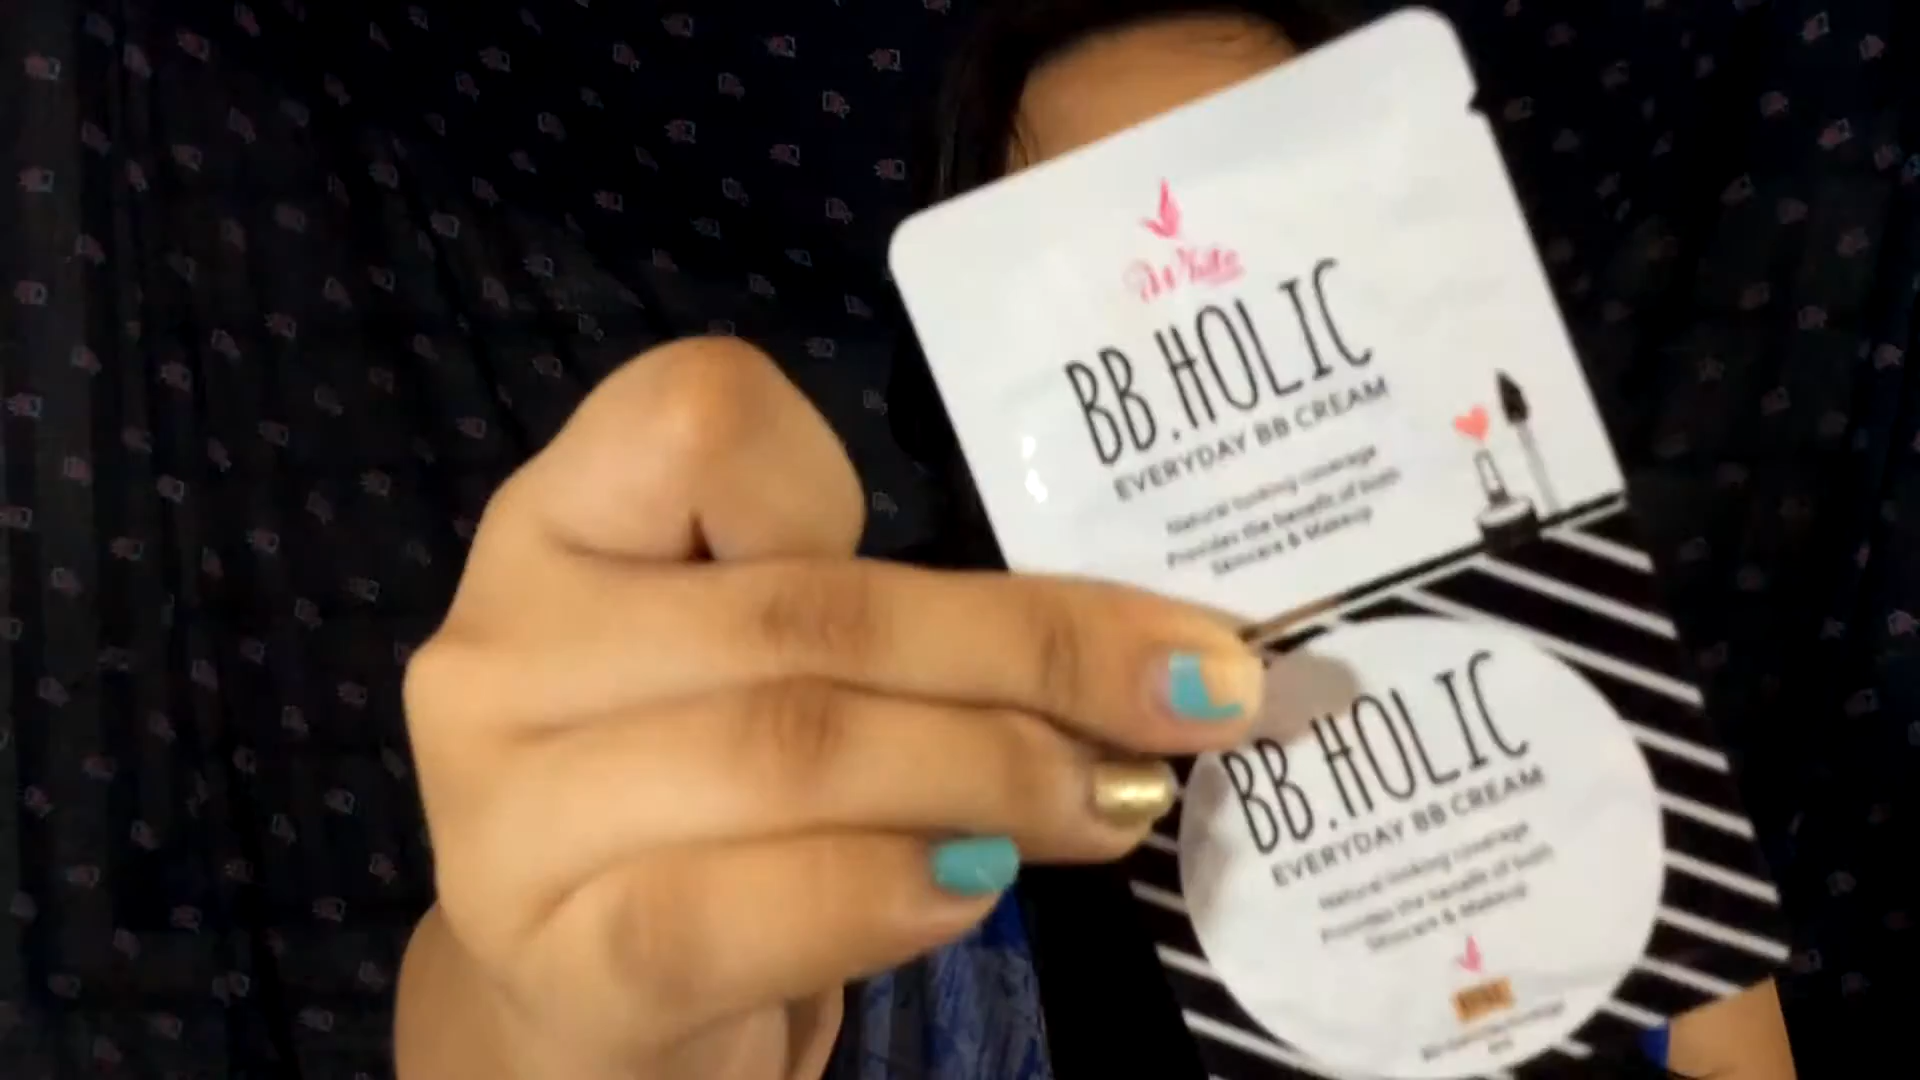 iWhite
BB.HOLIC
EVERYDAY BB CREAM
Natural looking coverage
Provides the benefits of both
Skincare & Makeup
BB.HOLIC
EVERYDAY BB CREAM
Natural looking coverage
Provides the benefits of both
Skincare & Makeup